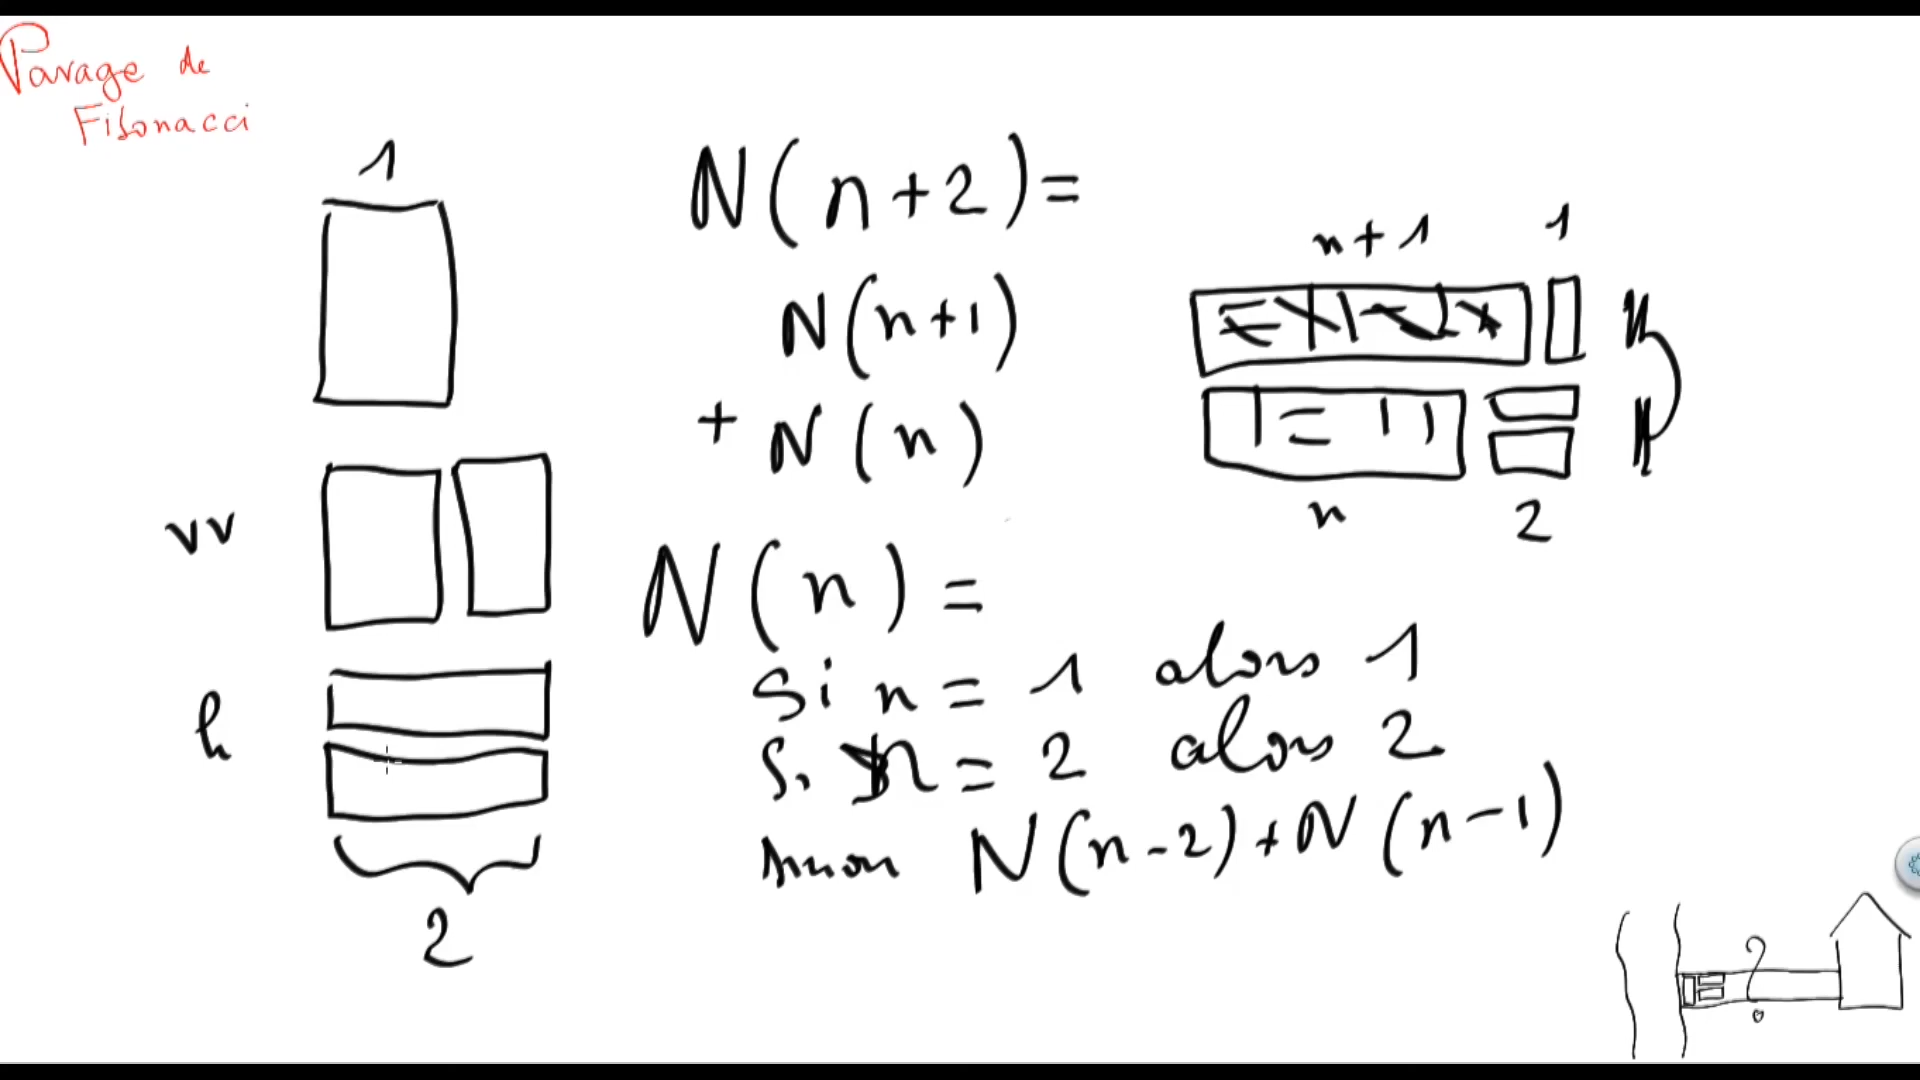 Pavage de
Fibonacci
1
vv
h
2
N(n+2)=
N(n+1)
+ N(n)
n+1 1
n 2
N(n) =
Si n = 1 alors 1
Si n = 2 alors 2
sinon N(n-2)+N(n-1)
?